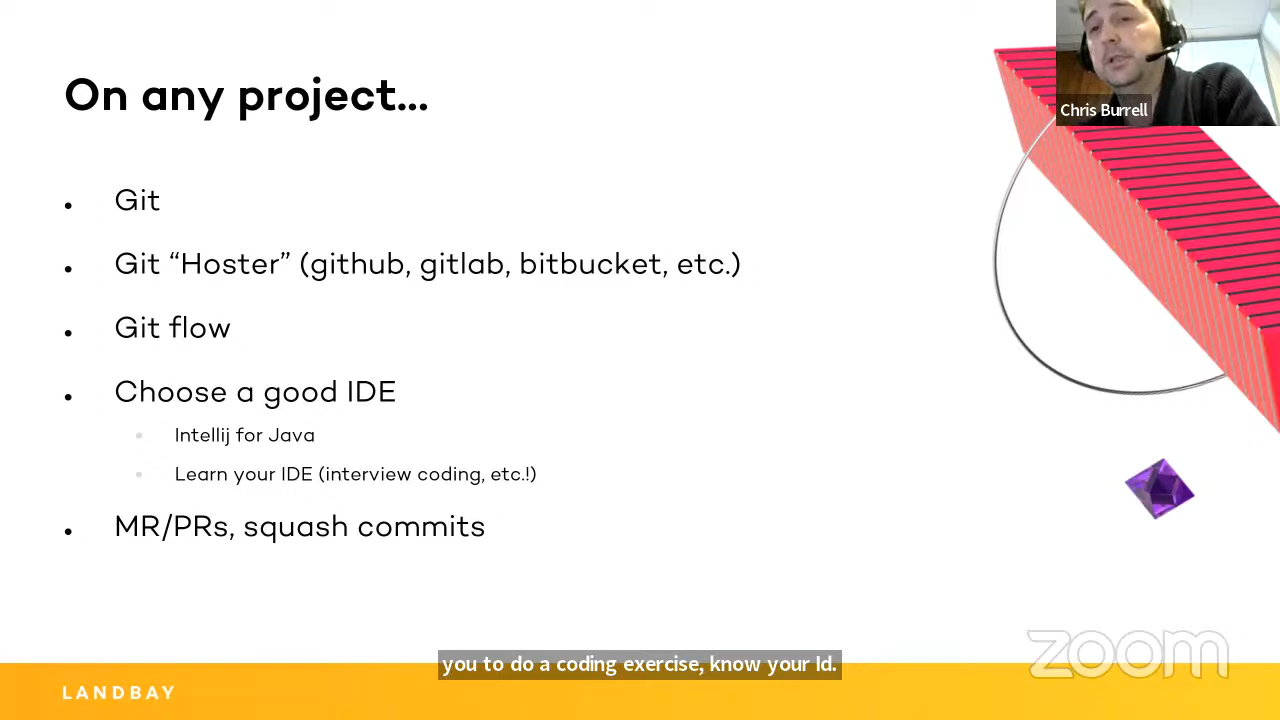 On any project...
Chris Burrell
• Git
• Git “Hoster” (github, gitlab, bitbucket, etc.)
• Git flow
• Choose a good IDE
• Intellij for Java
• Learn your IDE (interview coding, etc.!)
• MR/PRs, squash commits
zoom
you to do a coding exercise, know your Id.
LANDBAY